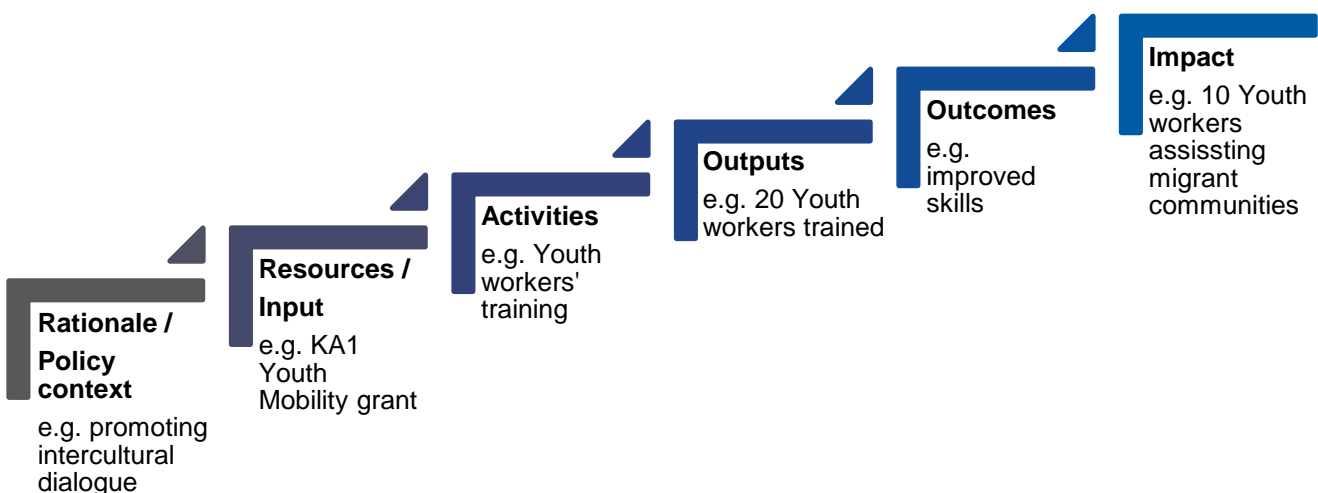 Rationale /
Policy
context
e.g. promoting
intercultural
dialogue
Resources /
Input
e.g. KA1
Youth
Mobility grant
Activities
e.g. Youth
workers'
training
Outputs
e.g. 20 Youth
workers trained
Outcomes
e.g.
improved
skills
Impact
e.g. 10 Youth
workers
assissting
migrant
communities